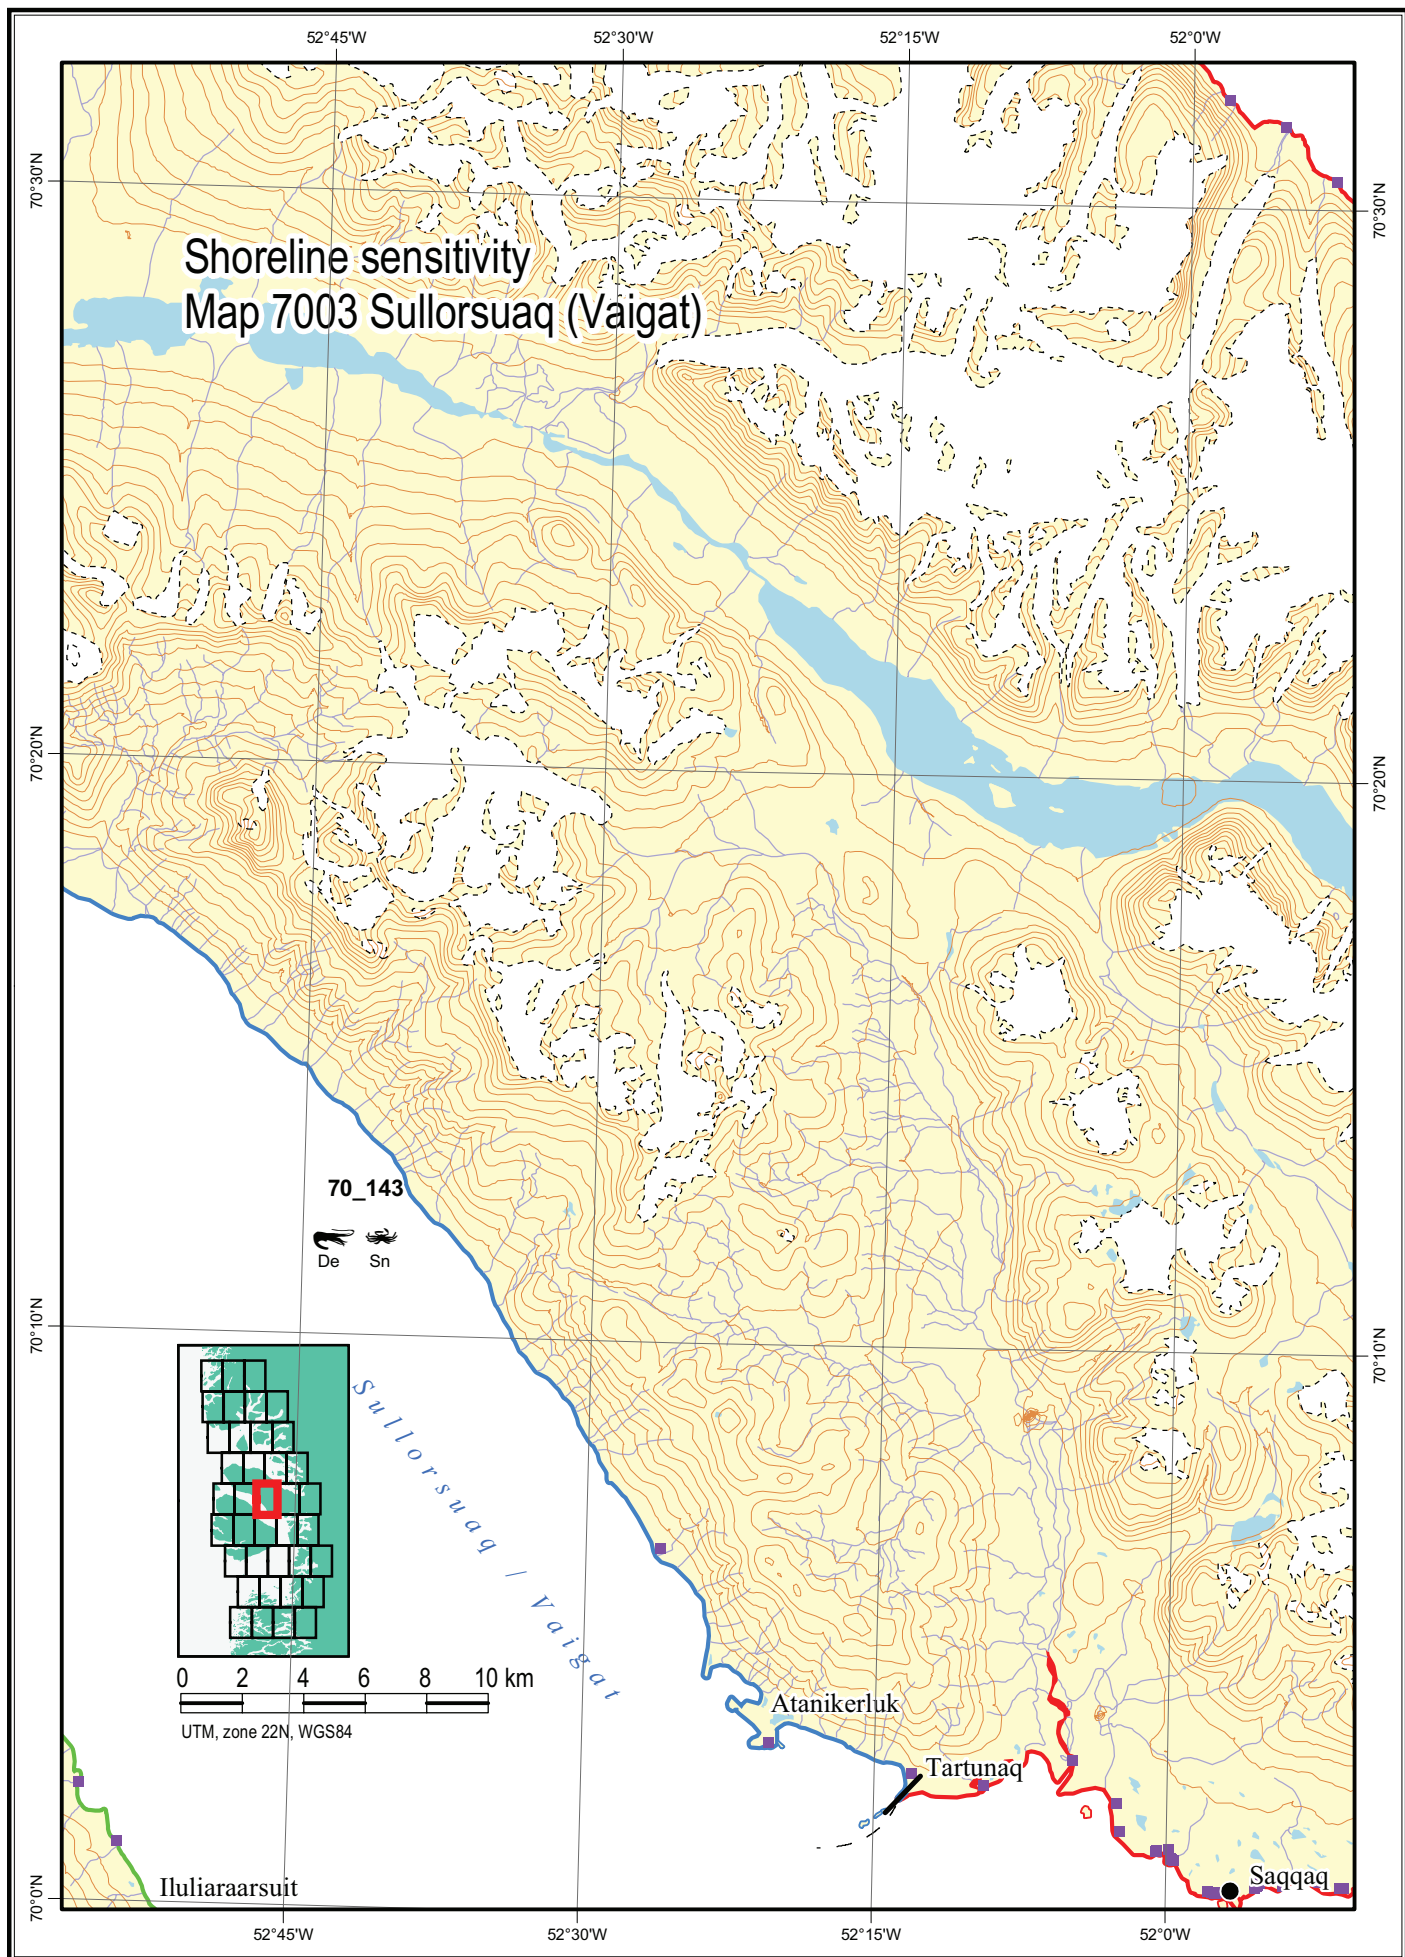 52°45'W 52°30'W 52°15'W 52°0'W
70°30'N
70°30'N
Shoreline sensitivity
Map 7003 Sullorsuaq (Vaigat)
70°20'N
70°20'N
70_143
De Sn
70°10'N
70°10'N
Sullorsuaq / Vaigat
0 2 4 6 8 10 km
UTM, zone 22N, WGS84
Atanikerluk
Tartunaq
Saqqaq
Iluliaraarsuit
70°0'N
52°45'W 52°30'W 52°15'W 52°0'W